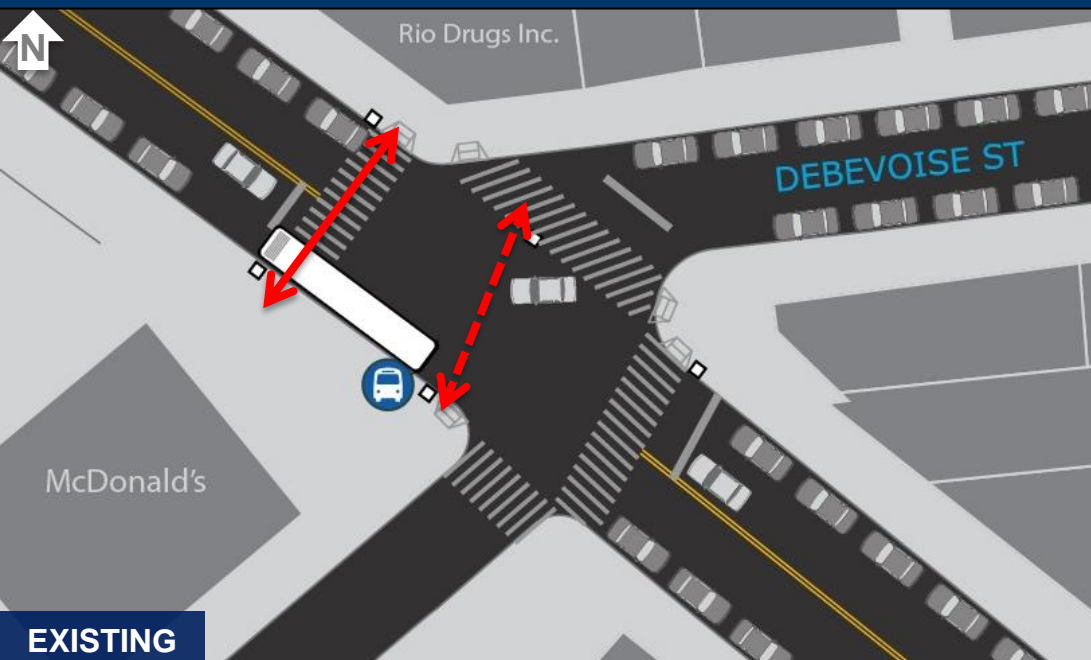 N
Rio Drugs Inc.
DEBEVOISE ST
McDonald's
EXISTING